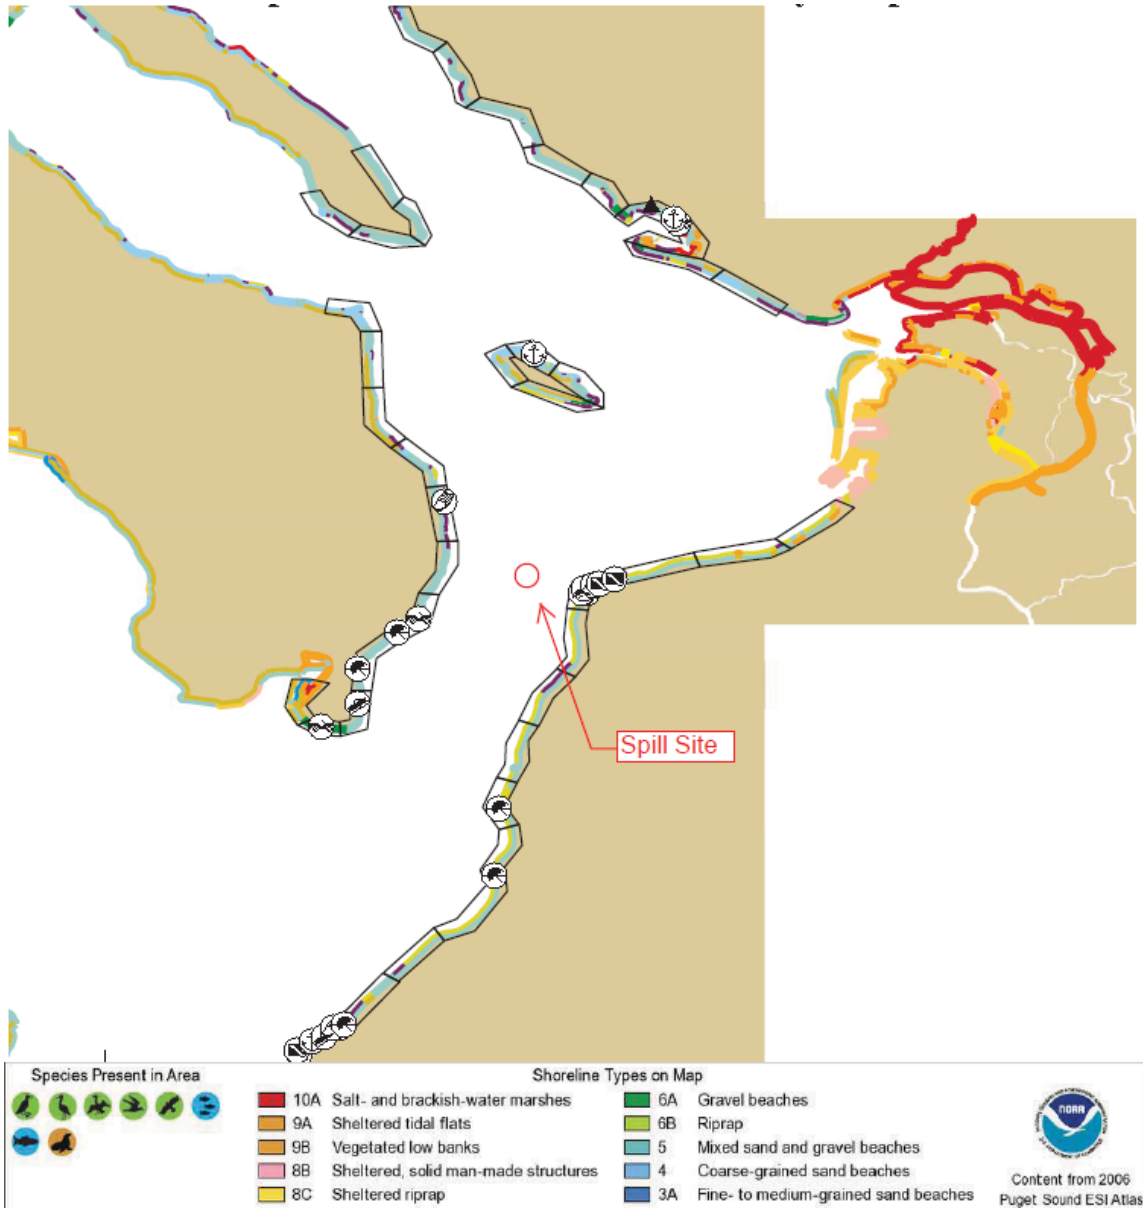 Spill Site
Species Present in Area
Shoreline Types on Map
10A Salt- and brackish-water marshes
9A Sheltered tidal flats
9B Vegetated low banks
8B Sheltered, solid man-made structures
8C Sheltered riprap
6A Gravel beaches
6B Riprap
5 Mixed sand and gravel beaches
4 Coarse-grained sand beaches
3A Fine- to medium-grained sand beaches
NOAA
Content from 2006
Puget Sound ESI Atlas